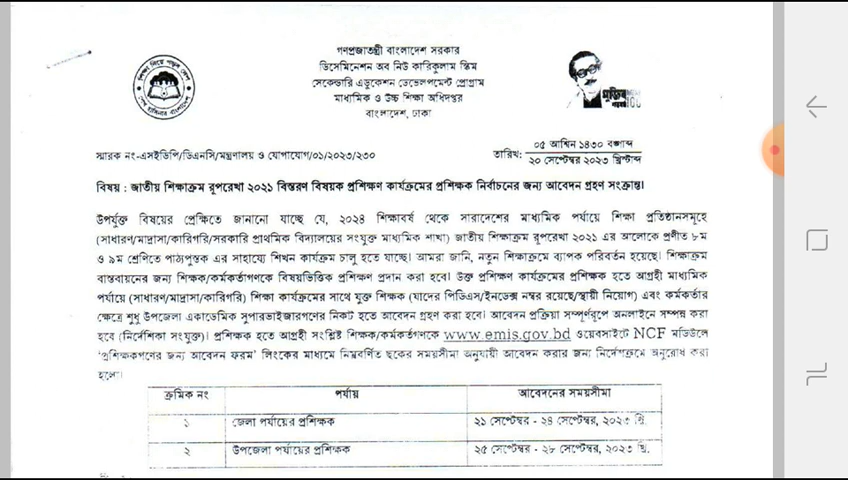 গণপ্রজাতন্ত্রী বাংলাদেশ সরকার
ডিসেমিনেশন অব নিউ কারিকুলাম স্কিম
সেকেন্ডারি এডুকেশন ডেভেলপমেন্ট প্রোগ্রাম
মাধ্যমিক ও উচ্চ শিক্ষা অধিদপ্তর
বাংলাদেশ, ঢাকা
শিক্ষা নিয়ে গড়ব দেশ
শেখ হাসিনার বাংলাদেশ
মুজিব
100
স্মারক নং-এসইডিপি/ডিএনসি/মন্ত্রণালয় ও যোগাযোগ/০১/২০২৩/২৩০
তারিখ: ০৫ আশ্বিন ১৪৩০ বঙ্গাব্দ
২০ সেপ্টেম্বর ২০২৩ খ্রিস্টাব্দ
বিষয় : জাতীয় শিক্ষাক্রম রূপরেখা ২০২১ বিস্তরণ বিষয়ক প্রশিক্ষণ কার্যক্রমের প্রশিক্ষক নির্বাচনের জন্য আবেদন গ্রহণ সংক্রান্ত।
উপর্যুক্ত বিষয়ের প্রেক্ষিতে জানানো যাচ্ছে যে, ২০২৪ শিক্ষাবর্ষ থেকে সারাদেশের মাধ্যমিক পর্যায়ে শিক্ষা প্রতিষ্ঠানসমূহে
(সাধারণ/মাদ্রাসা/কারিগরি/সরকারি প্রাথমিক বিদ্যালয়ের সংযুক্ত মাধ্যমিক শাখা) জাতীয় শিক্ষাক্রম রূপরেখা ২০২১ এর আলোকে প্রণীত ৮ম
ও ৯ম শ্রেণিতে পাঠ্যপুস্তক এর সাহায্যে শিখন কার্যক্রম চালু হতে যাচ্ছে। আমরা জানি, নতুন শিক্ষাক্রমে ব্যাপক পরিবর্তন হয়েছে। শিক্ষাক্রম
বাস্তবায়নের জন্য শিক্ষক/কর্মকর্তাগণকে বিষয়ভিত্তিক প্রশিক্ষণ প্রদান করা হবে। উক্ত প্রশিক্ষণ কার্যক্রমের প্রশিক্ষক হতে আগ্রহী মাধ্যমিক
পর্যায়ে (সাধারণ/মাদ্রাসা/কারিগরি) শিক্ষা কার্যক্রমের সাথে যুক্ত শিক্ষক (যাদের পিডিএস/ইনডেক্স নম্বর রয়েছে/স্থায়ী নিয়োগ) এবং কর্মকর্তার
ক্ষেত্রে শুধু উপজেলা একাডেমিক সুপারভাইজারগণের নিকট হতে আবেদন গ্রহণ করা হবে। আবেদন প্রক্রিয়া সম্পূর্ণরূপে অনলাইনে সম্পন্ন করা
হবে (নির্দেশিকা সংযুক্ত)। প্রশিক্ষক হতে আগ্রহী সংশ্লিষ্ট শিক্ষক/কর্মকর্তাগণকে www.emis.gov.bd ওয়েবসাইটে NCF মডিউলে
'প্রশিক্ষকগণের জন্য আবেদন ফরম' লিংকের মাধ্যমে নিম্নবর্ণিত ছকের সময়সীমা অনুযায়ী আবেদন করার জন্য নির্দেশক্রমে অনুরোধ করা
হলো।
ক্রমিক নং পর্যায় আবেদনের সময়সীমা
১ জেলা পর্যায়ের প্রশিক্ষক ২১ সেপ্টেম্বর - ২৪ সেপ্টেম্বর, ২০২৩ খ্রি.
২ উপজেলা পর্যায়ের প্রশিক্ষক ২৫ সেপ্টেম্বর - ২৮ সেপ্টেম্বর, ২০২৩ খ্রি.